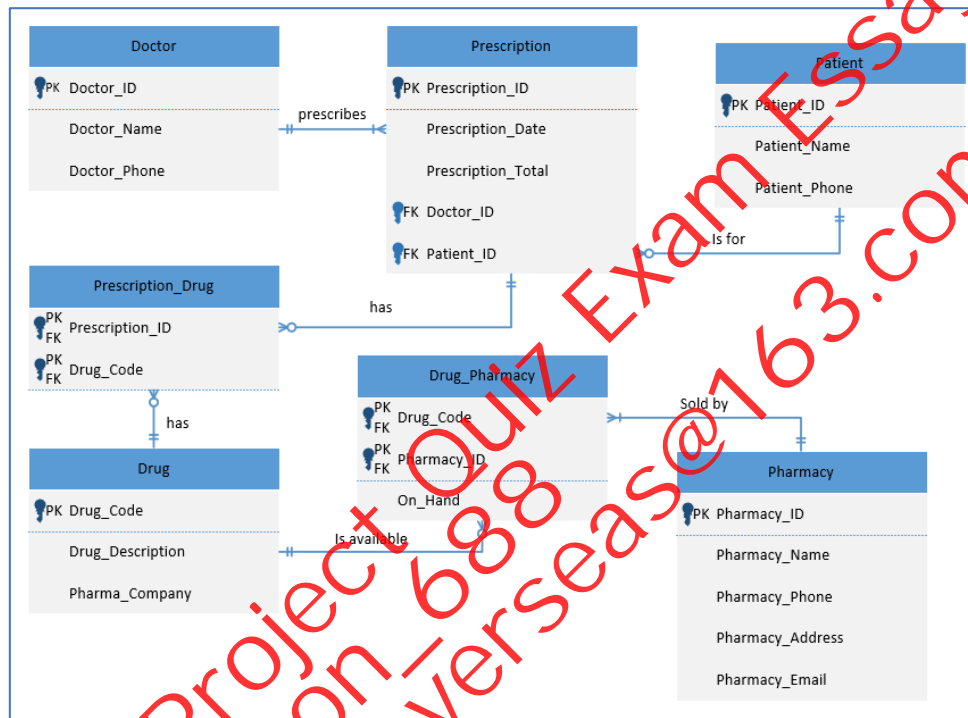 Doctor
PK Doctor_ID
Doctor_Name
Doctor_Phone
prescribes
Prescription
PK Prescription_ID
Prescription_Date
Prescription_Total
FK Doctor_ID
FK Patient_ID
Patient
PK Patient_ID
Patient_Name
Patient_Phone
Is for
has
Prescription_Drug
PK
FK Prescription_ID
PK
FK Drug_Code
has
Drug_Pharmacy
PK
FK Drug_Code
PK
FK Pharmacy_ID
On_Hand
Sold by
Drug
PK Drug_Code
Drug_Description
Pharma_Company
Is available
Pharmacy
PK Pharmacy_ID
Pharmacy_Name
Pharmacy_Phone
Pharmacy_Address
Pharmacy_Email
Project Quiz Exam Essay
on_688
verseas@163.com